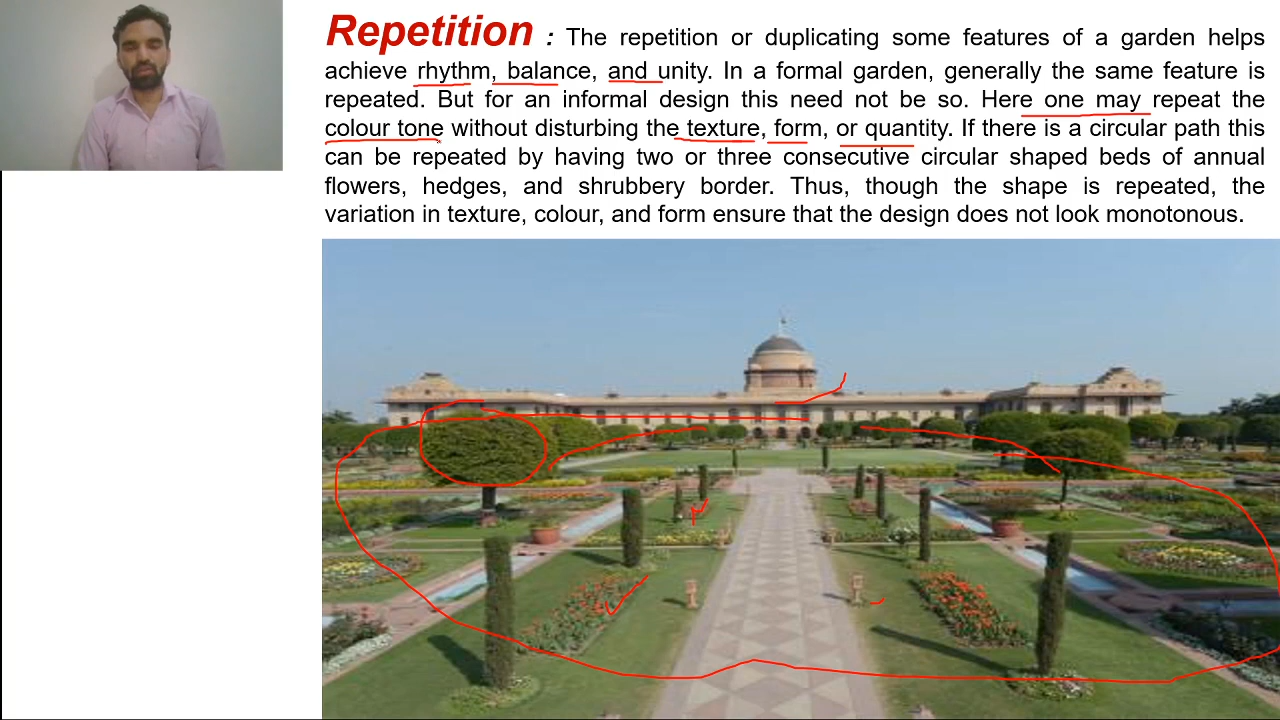 Repetition : The repetition or duplicating some features of a garden helps
achieve rhythm, balance, and unity. In a formal garden, generally the same feature is
repeated. But for an informal design this need not be so. Here one may repeat the
colour tone without disturbing the texture, form, or quantity. If there is a circular path this
can be repeated by having two or three consecutive circular shaped beds of annual
flowers, hedges, and shrubbery border. Thus, though the shape is repeated, the
variation in texture, colour, and form ensure that the design does not look monotonous.